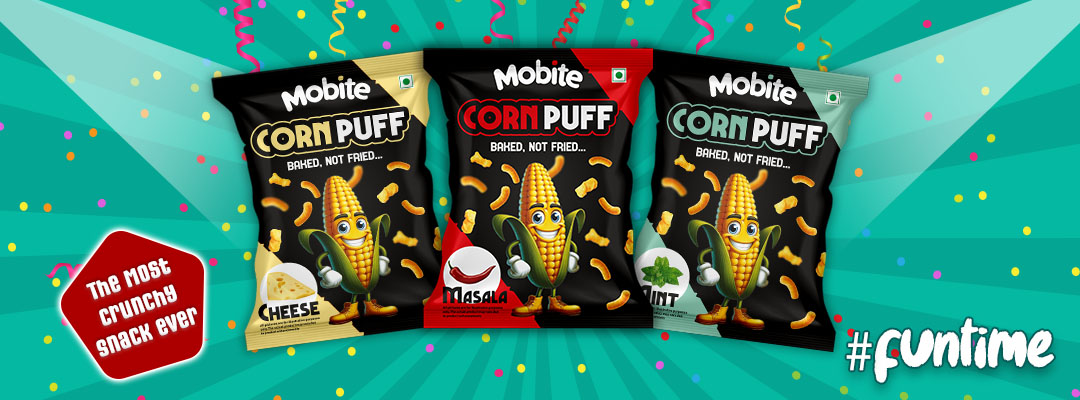 Mobite
CORN PUFF
BAKED, NOT FRIED...
CHEESE
Mobite
CORN PUFF
BAKED, NOT FRIED...
MASALA
Mobite
CORN PUFF
BAKED, NOT FRIED...
MINT
The Most
crunchy
snack ever
#funtime